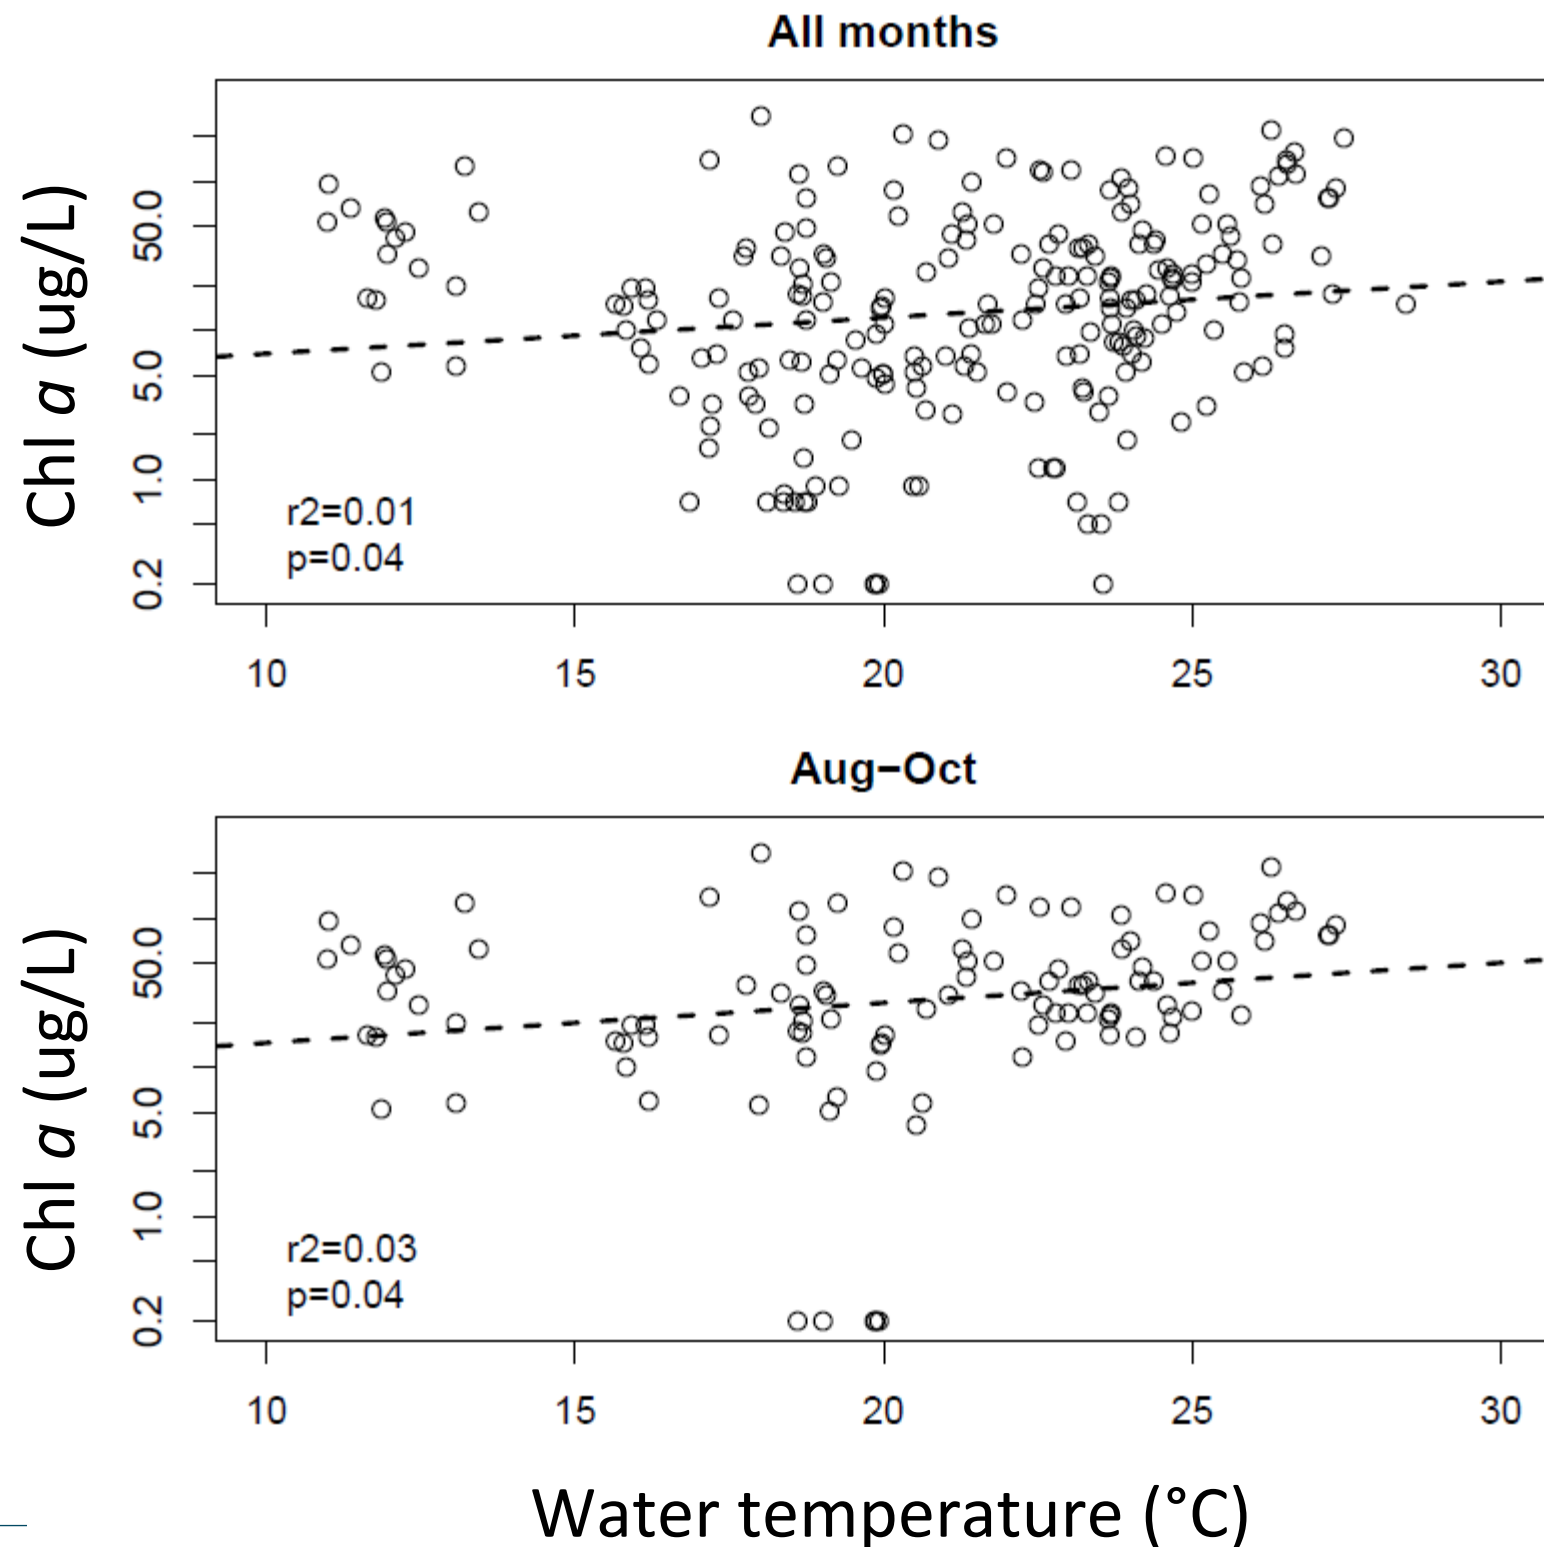 All months
Chl a (ug/L)
50.0
5.0
1.0
0.2
r2=0.01
p=0.04
10 15 20 25 30
Aug−Oct
Chl a (ug/L)
50.0
5.0
1.0
0.2
r2=0.03
p=0.04
10 15 20 25 30
Water temperature (°C)